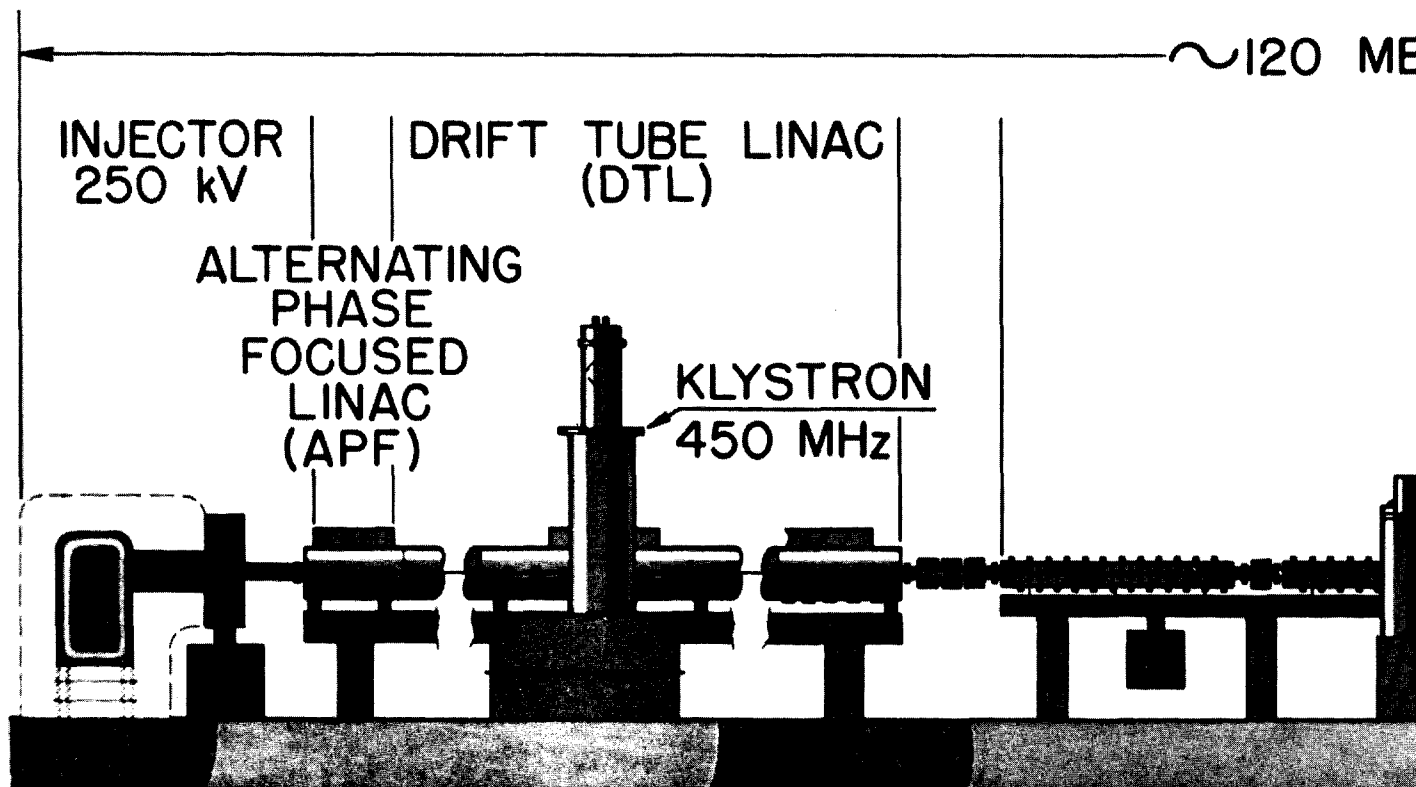 ~120 ME
INJECTOR
250 kV
DRIFT TUBE LINAC
(DTL)
ALTERNATING
PHASE
FOCUSED
LINAC
(APF)
KLYSTRON
450 MHz